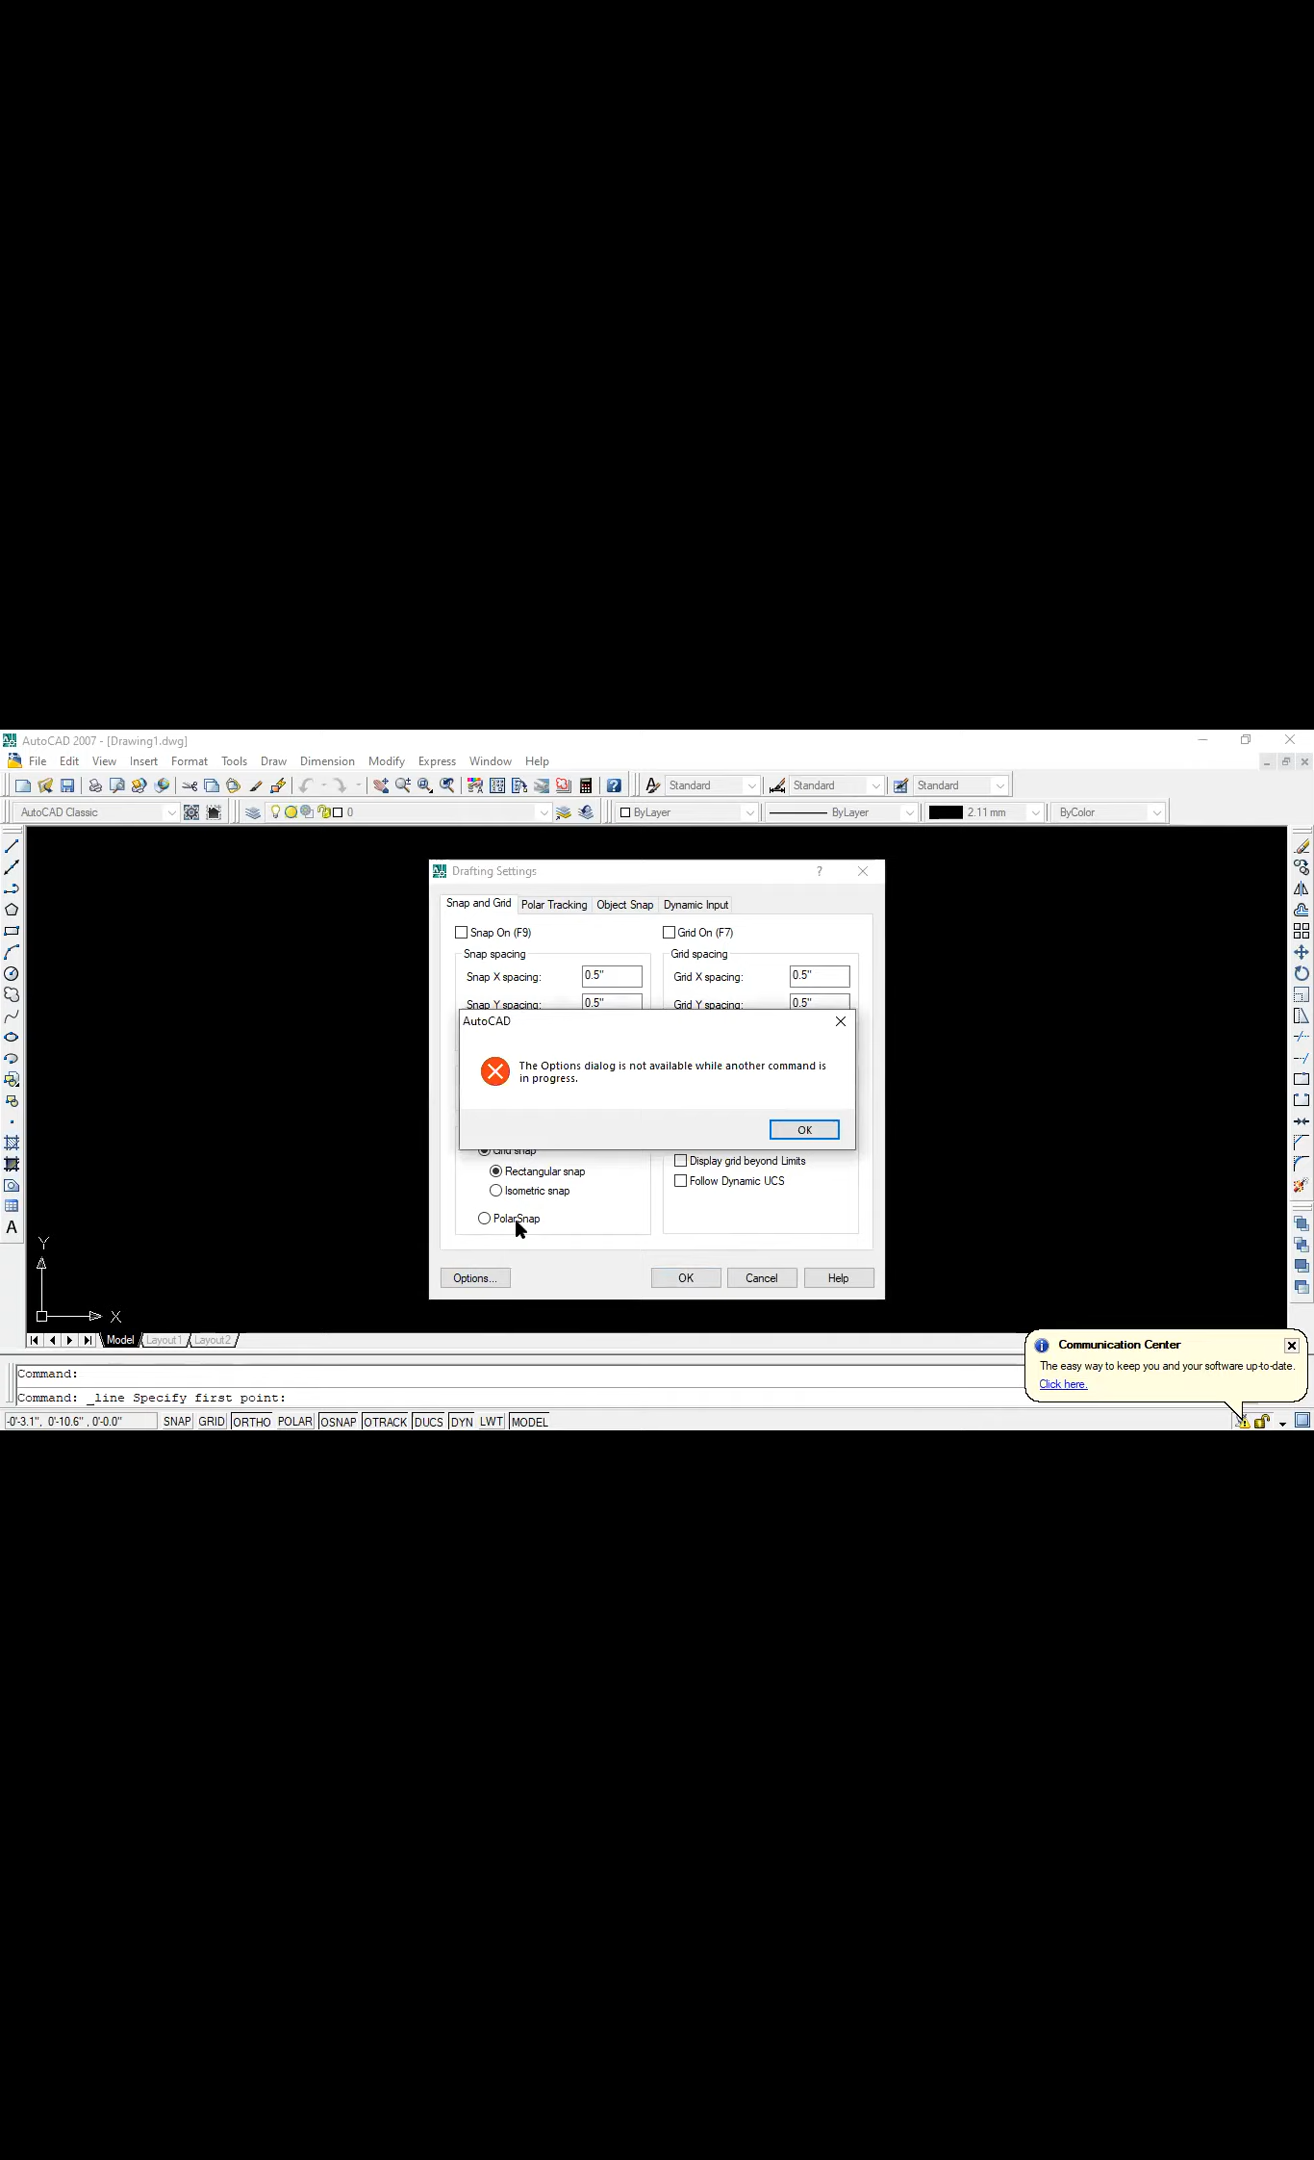 AutoCAD 2007 - [Drawing1.dwg]
File Edit View Insert Format Tools Draw Dimension Modify Express Window Help
Standard Standard Standard
AutoCAD Classic 0 ByLayer ByLayer 2.11 mm ByColor
Drafting Settings
Snap and Grid Polar Tracking Object Snap Dynamic Input
Snap On (F9) Grid On (F7)
Snap spacing Grid spacing
Snap X spacing: 0.5" Grid X spacing: 0.5"
Snap Y spacing: 0.5" Grid Y spacing: 0.5"
AutoCAD
The Options dialog is not available while another command is
in progress.
OK
Grid snap
Display grid beyond Limits
Rectangular snap
Follow Dynamic UCS
Isometric snap
PolarSnap
Options... OK Cancel Help
Y
X
Model Layout1 Layout2
Communication Center
The easy way to keep you and your software up-to-date.
Click here.
Command:
Command: _line Specify first point:
-0'-3.1", 0'-10.6" , 0'-0.0" SNAP GRID ORTHO POLAR OSNAP OTRACK DUCS DYN LWT MODEL